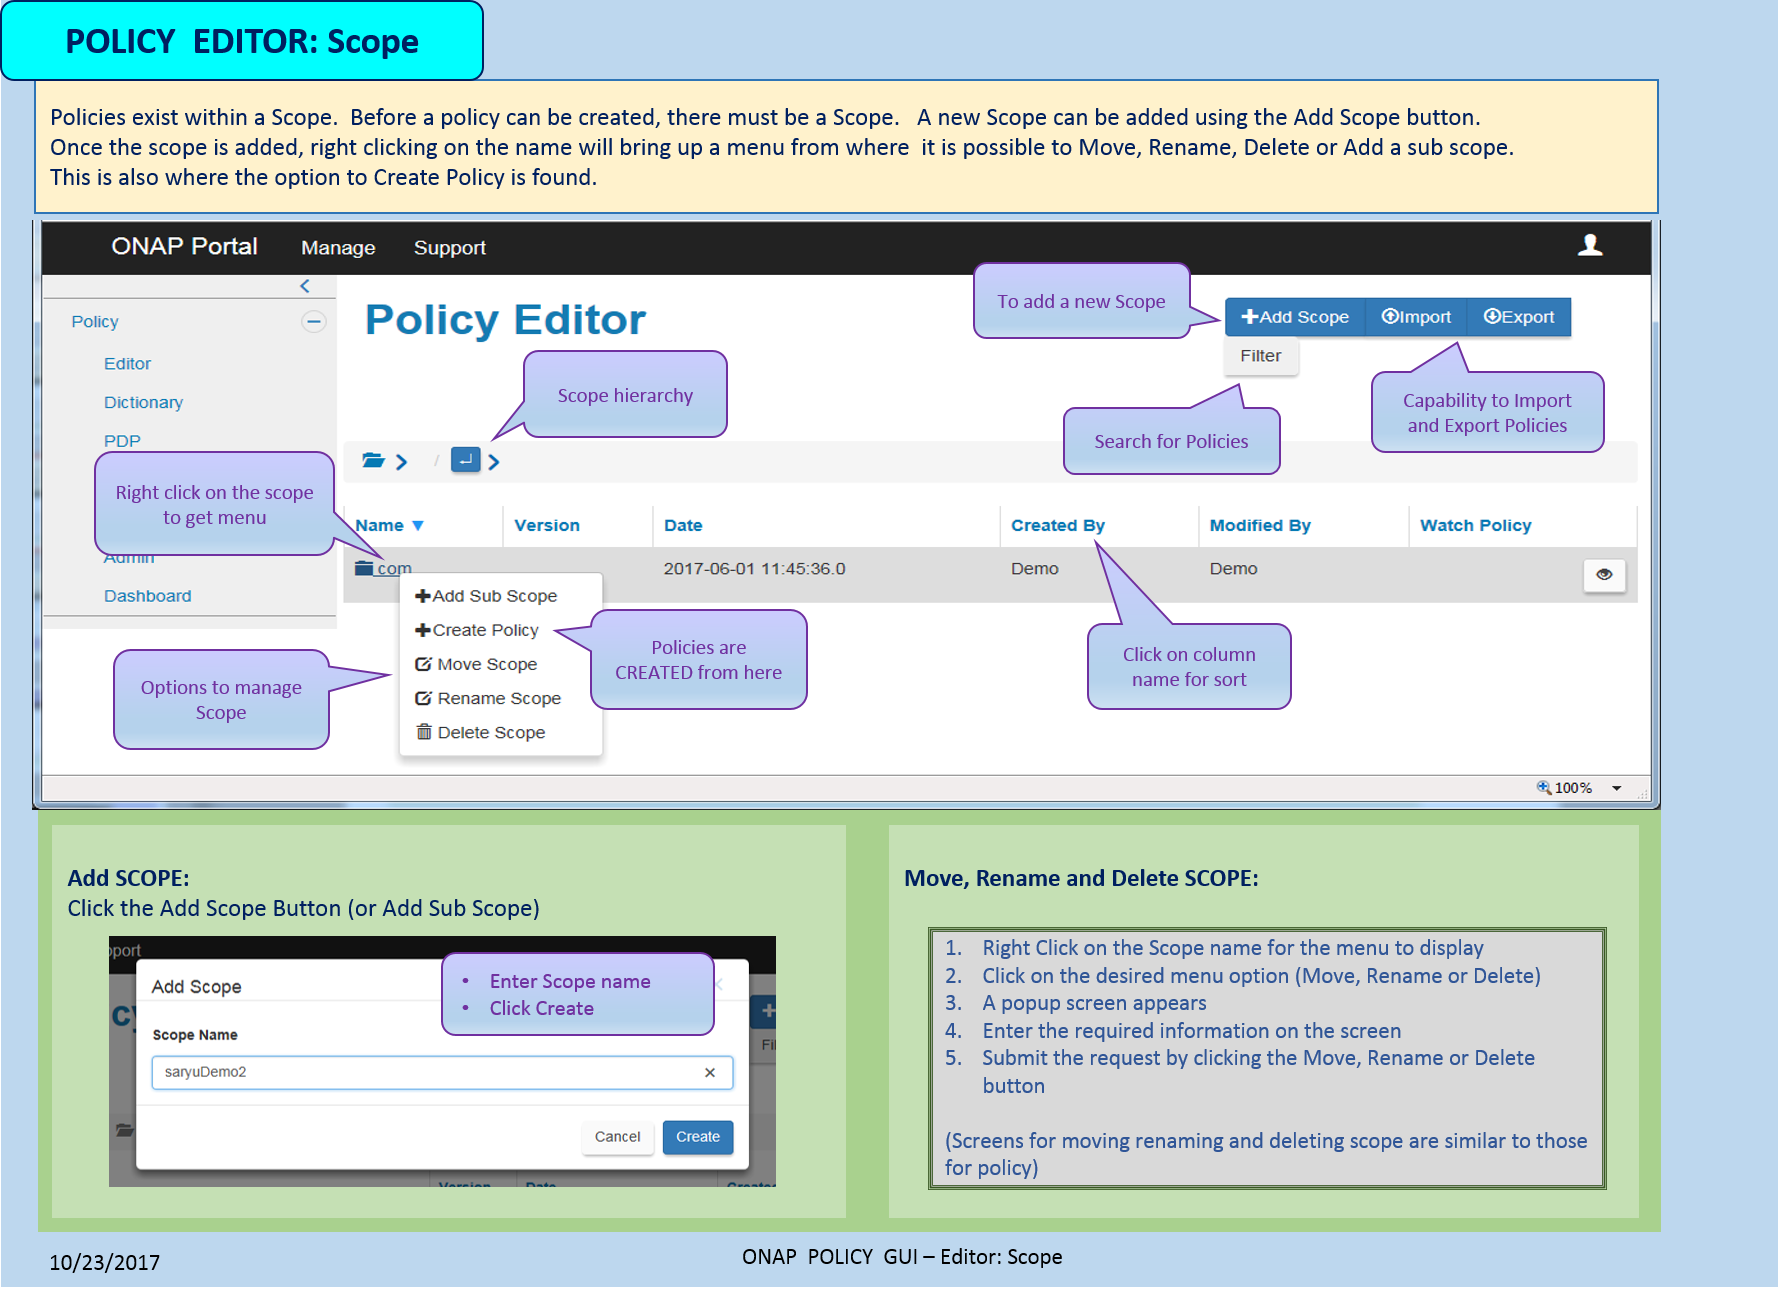 POLICY  EDITOR: Scope
Policies exist within a Scope.  Before a policy can be created, there must be a Scope.   A new Scope can be added using the Add Scope button.
Once the scope is added, right clicking on the name will bring up a menu from where  it is possible to Move, Rename, Delete or Add a sub scope.
This is also where the option to Create Policy is found.
ONAP Portal Manage Support
Policy
Editor
Dictionary
PDP
Admin
Dashboard
Policy Editor
To add a new Scope
Add Scope Import Export
Filter
Scope hierarchy
Search for Policies
Capability to Import
and Export Policies
/
Right click on the scope
to get menu
Name Version Date Created By Modified By Watch Policy
com 2017-06-01 11:45:36.0 Demo Demo
Add Sub Scope
Create Policy
Move Scope
Rename Scope
Delete Scope
Policies are
CREATED from here
Options to manage
Scope
Click on column
name for sort
100%
Add SCOPE:
Click the Add Scope Button (or Add Sub Scope)
pport
Add Scope
• Enter Scope name
• Click Create
Scope Name
saryuDemo2
Cancel Create
Version Date Create
Move, Rename and Delete SCOPE:
1. Right Click on the Scope name for the menu to display
2. Click on the desired menu option (Move, Rename or Delete)
3. A popup screen appears
4. Enter the required information on the screen
5. Submit the request by clicking the Move, Rename or Delete
button
(Screens for moving renaming and deleting scope are similar to those
for policy)
10/23/2017
ONAP  POLICY  GUI – Editor: Scope